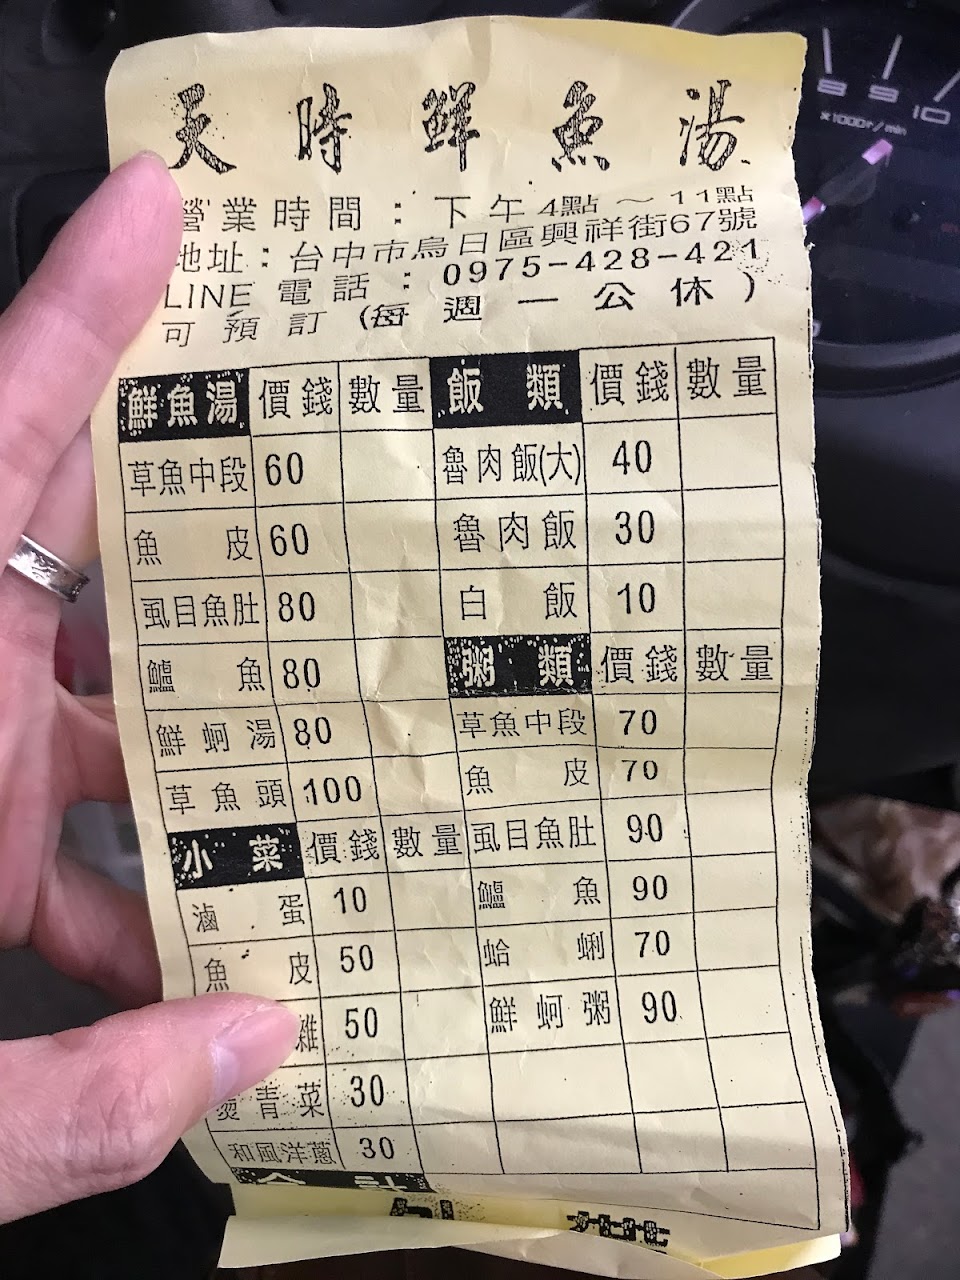 天時鮮魚湯
營業時間：下午4點～11點
地址：台中市烏日區興祥街67號
LINE 電話：0975-428-421
可預訂（每週一公休）
鮮魚湯 價錢 數量 飯類 價錢 數量
草魚中段 60 魯肉飯(大) 40
魚皮 60 魯肉飯 30
虱目魚肚 80 白飯 10
鱸魚 80 粥類 價錢 數量
鮮蚵湯 80 草魚中段 70
草魚頭 100 魚皮 70
小菜 價錢 數量 虱目魚肚 90
滷蛋 10 鱸魚 90
魚皮 50 蛤蜊 70
雜 50 鮮蚵粥 90
燙青菜 30
和風洋蔥 30
合計